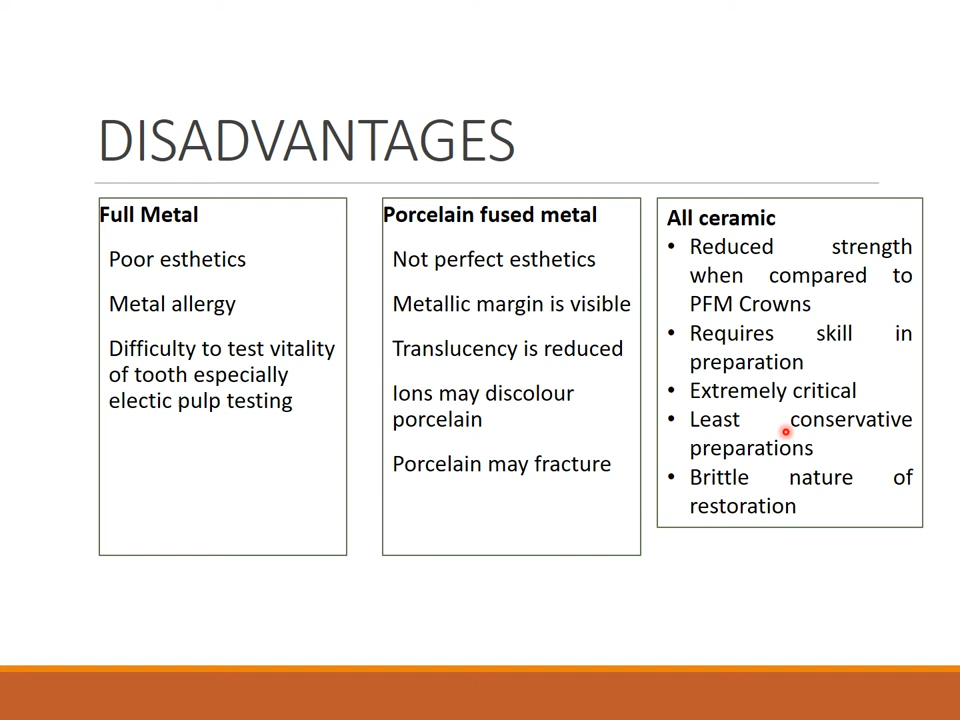 DISADVANTAGES
Full Metal
Poor esthetics
Metal allergy
Difficulty to test vitality
of tooth especially
electic pulp testing
Porcelain fused metal
Not perfect esthetics
Metallic margin is visible
Translucency is reduced
Ions may discolour
porcelain
Porcelain may fracture
All ceramic
• Reduced strength
when compared to
PFM Crowns
• Requires skill in
preparation
• Extremely critical
• Least conservative
preparations
• Brittle nature of
restoration